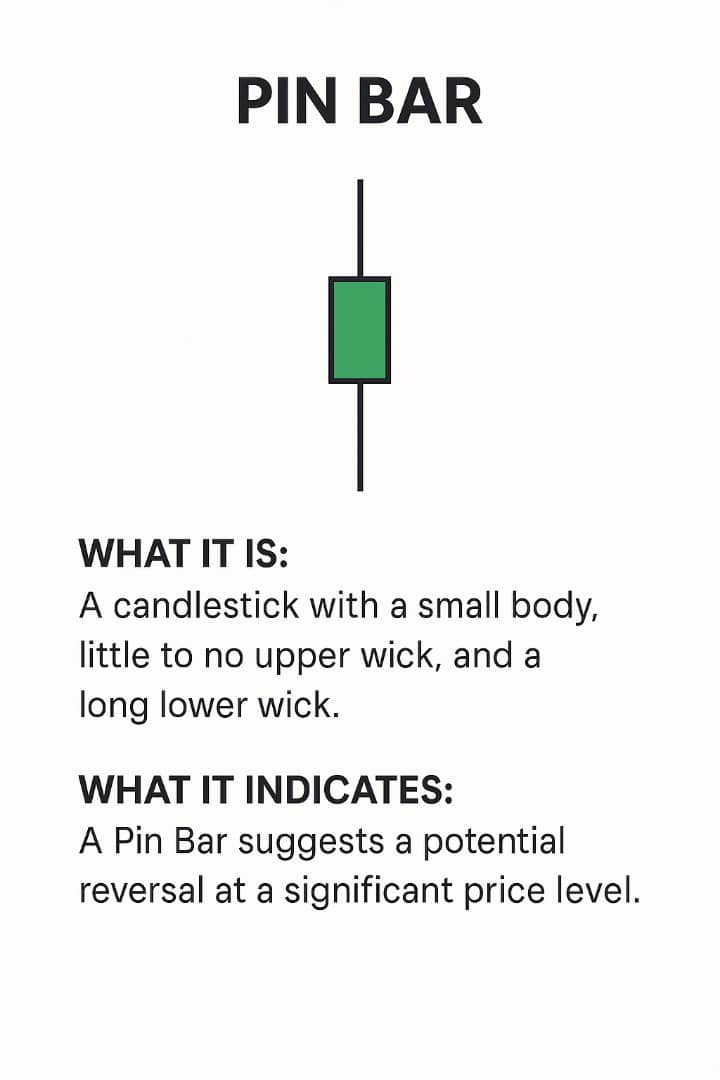 PIN BAR
WHAT IT IS:
A candlestick with a small body,
little to no upper wick, and a
long lower wick.
WHAT IT INDICATES:
A Pin Bar suggests a potential
reversal at a significant price level.